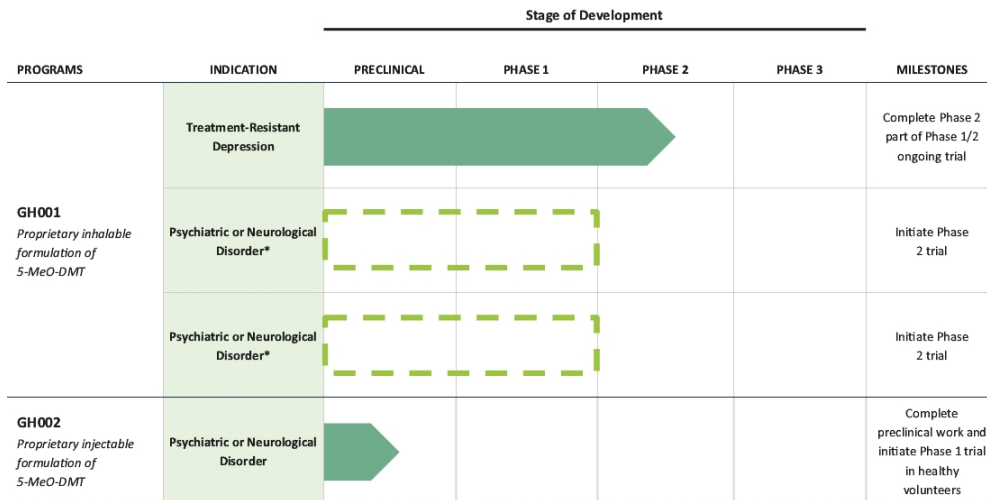 Stage of Development
PROGRAMS
INDICATION
PRECLINICAL
PHASE 1
PHASE 2
PHASE 3
MILESTONES
GH001
Proprietary inhalable
formulation of
5-MeO-DMT
Treatment-Resistant
Depression
Complete Phase 2
part of Phase 1/2
ongoing trial
Psychiatric or Neurological
Disorder*
Initiate Phase
2 trial
Psychiatric or Neurological
Disorder*
Initiate Phase
2 trial
GH002
Proprietary injectable
formulation of
5-MeO-DMT
Psychiatric or Neurological
Disorder
Complete
preclinical work and
initiate Phase 1 trial
in healthy
volunteers